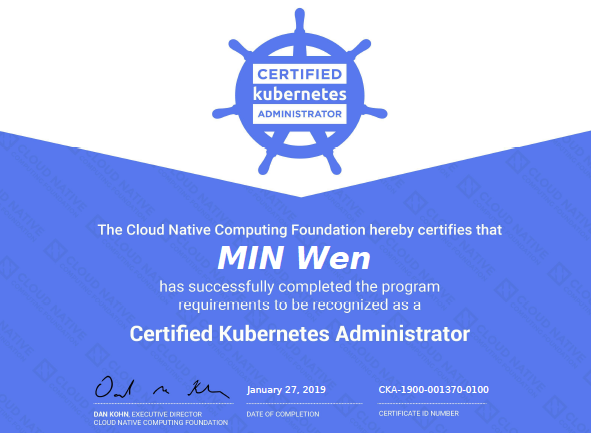 CERTIFIED
kubernetes
ADMINISTRATOR
The Cloud Native Computing Foundation hereby certifies that
MIN Wen
has successfully completed the program
requirements to be recognized as a
Certified Kubernetes Administrator
January 27, 2019
CKA-1900-001370-0100
DAN KOHN, EXECUTIVE DIRECTOR
CLOUD NATIVE COMPUTING FOUNDATION
DATE OF COMPLETION
CERTIFICATE ID NUMBER
CLOUD NATIVE